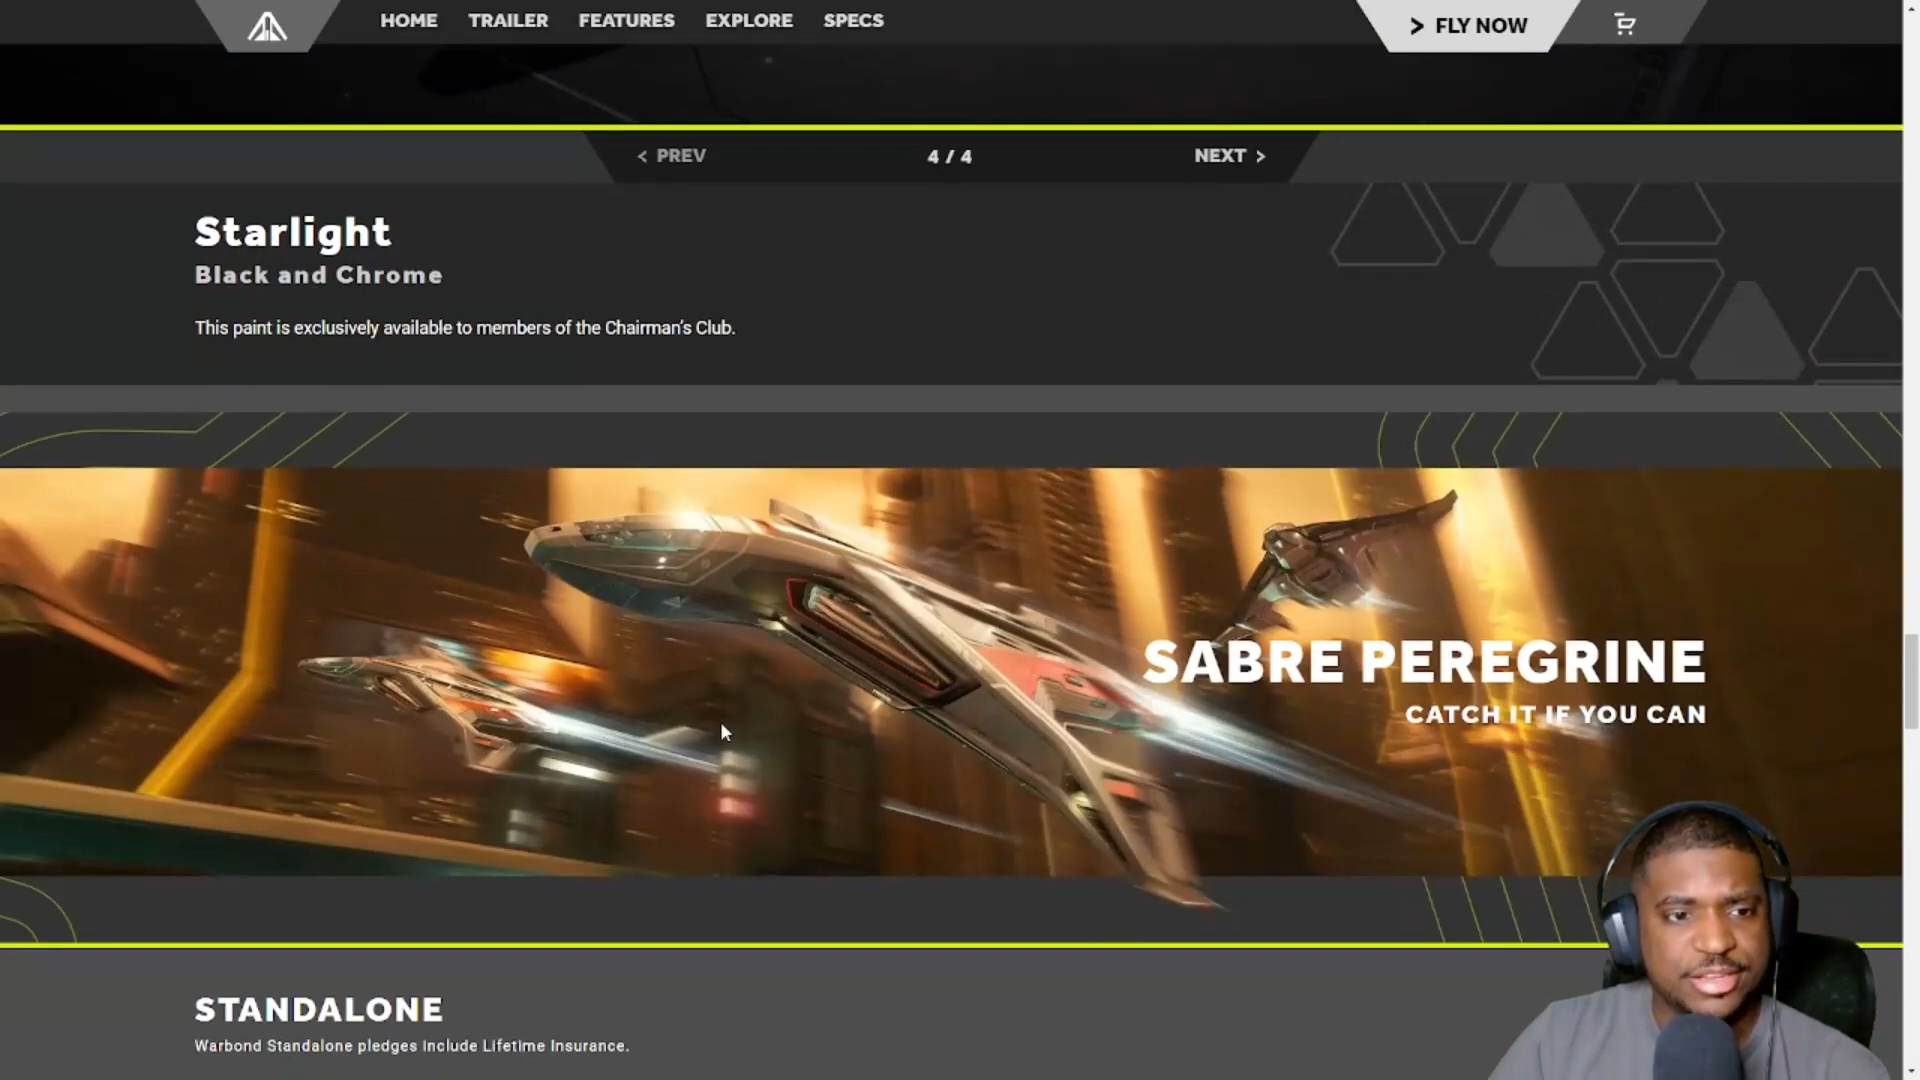 HOME
TRAILER
FEATURES
EXPLORE
SPECS
> FLY NOW
< PREV
4 / 4
NEXT >
Starlight
Black and Chrome
This paint is exclusively available to members of the Chairman's Club.
SABRE PEREGRINE
CATCH IT IF YOU CAN
STANDALONE
Warbond Standalone pledges include Lifetime Insurance.